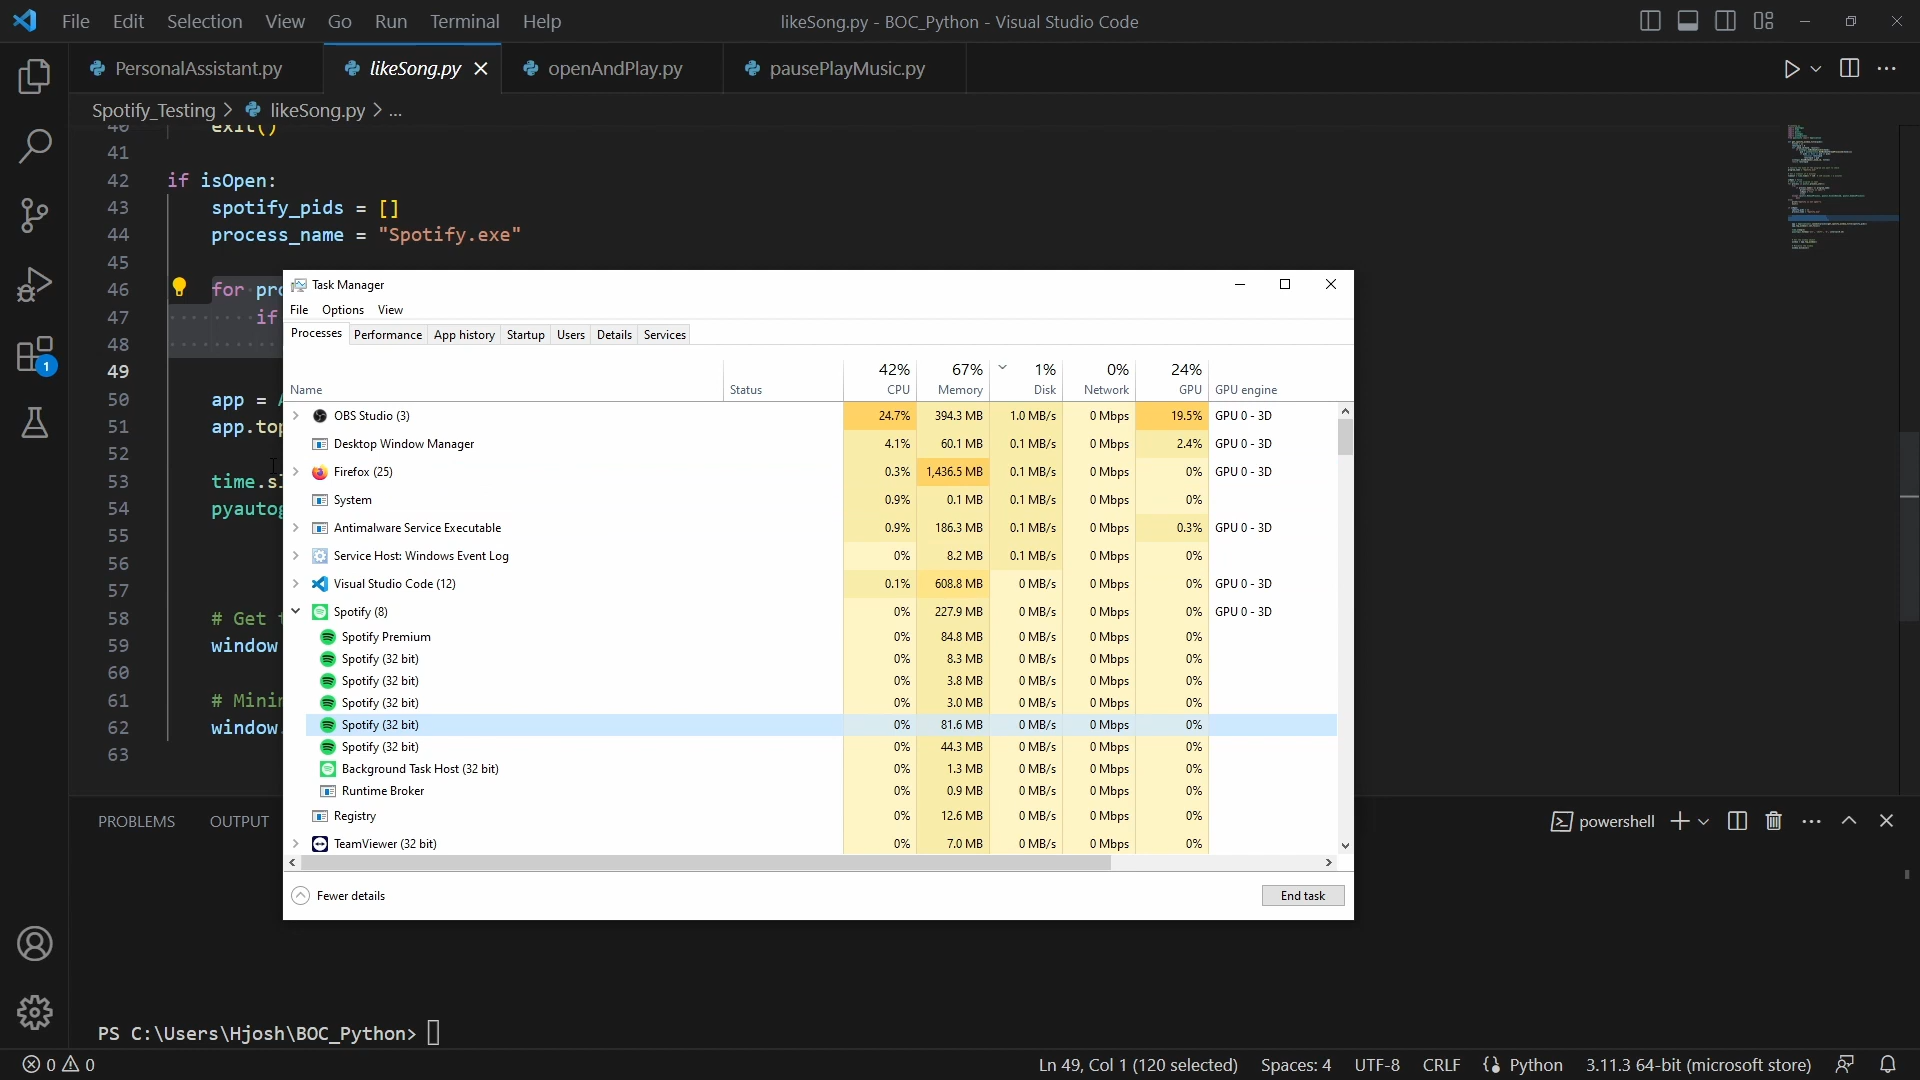 File Edit Selection View Go Run Terminal Help
likeSong.py - BOC_Python - Visual Studio Code
PersonalAssistant.py
likeSong.py
openAndPlay.py
pausePlayMusic.py
Spotify_Testing > likeSong.py > ...
40 exit()
41
42 if isOpen:
43 spotify_pids = []
44 process_name = "Spotify.exe"
45
46 for pro
47 if
48
49
50 app = A
51 app.top
52
53 time.sl
54 pyautog
55
56
57
58 # Get t
59 window
60
61 # Minim
62 window.
63
1
Task Manager
File Options View
Processes Performance App history Startup Users Details Services
42% 67% 1% 0% 24%
Name Status CPU Memory Disk Network GPU GPU engine
OBS Studio (3) 24.7% 394.3 MB 1.0 MB/s 0 Mbps 19.5% GPU 0 - 3D
Desktop Window Manager 4.1% 60.1 MB 0.1 MB/s 0 Mbps 2.4% GPU 0 - 3D
Firefox (25) 0.3% 1,436.5 MB 0.1 MB/s 0 Mbps 0% GPU 0 - 3D
System 0.9% 0.1 MB 0.1 MB/s 0 Mbps 0%
Antimalware Service Executable 0.9% 186.3 MB 0.1 MB/s 0 Mbps 0.3% GPU 0 - 3D
Service Host: Windows Event Log 0% 8.2 MB 0.1 MB/s 0 Mbps 0%
Visual Studio Code (12) 0.1% 608.8 MB 0 MB/s 0 Mbps 0% GPU 0 - 3D
Spotify (8) 0% 227.9 MB 0 MB/s 0 Mbps 0% GPU 0 - 3D
Spotify Premium 0% 84.8 MB 0 MB/s 0 Mbps 0%
Spotify (32 bit) 0% 8.3 MB 0 MB/s 0 Mbps 0%
Spotify (32 bit) 0% 3.8 MB 0 MB/s 0 Mbps 0%
Spotify (32 bit) 0% 3.0 MB 0 MB/s 0 Mbps 0%
Spotify (32 bit) 0% 81.6 MB 0 MB/s 0 Mbps 0%
Spotify (32 bit) 0% 44.3 MB 0 MB/s 0 Mbps 0%
Background Task Host (32 bit) 0% 1.3 MB 0 MB/s 0 Mbps 0%
Runtime Broker 0% 0.9 MB 0 MB/s 0 Mbps 0%
Registry 0% 12.6 MB 0 MB/s 0 Mbps 0%
TeamViewer (32 bit) 0% 7.0 MB 0 MB/s 0 Mbps 0%
Fewer details
End task
PROBLEMS OUTPUT
powershell
PS C:\Users\Hjosh\BOC_Python>
0 0
Ln 49, Col 1 (120 selected) Spaces: 4 UTF-8 CRLF Python 3.11.3 64-bit (microsoft store)